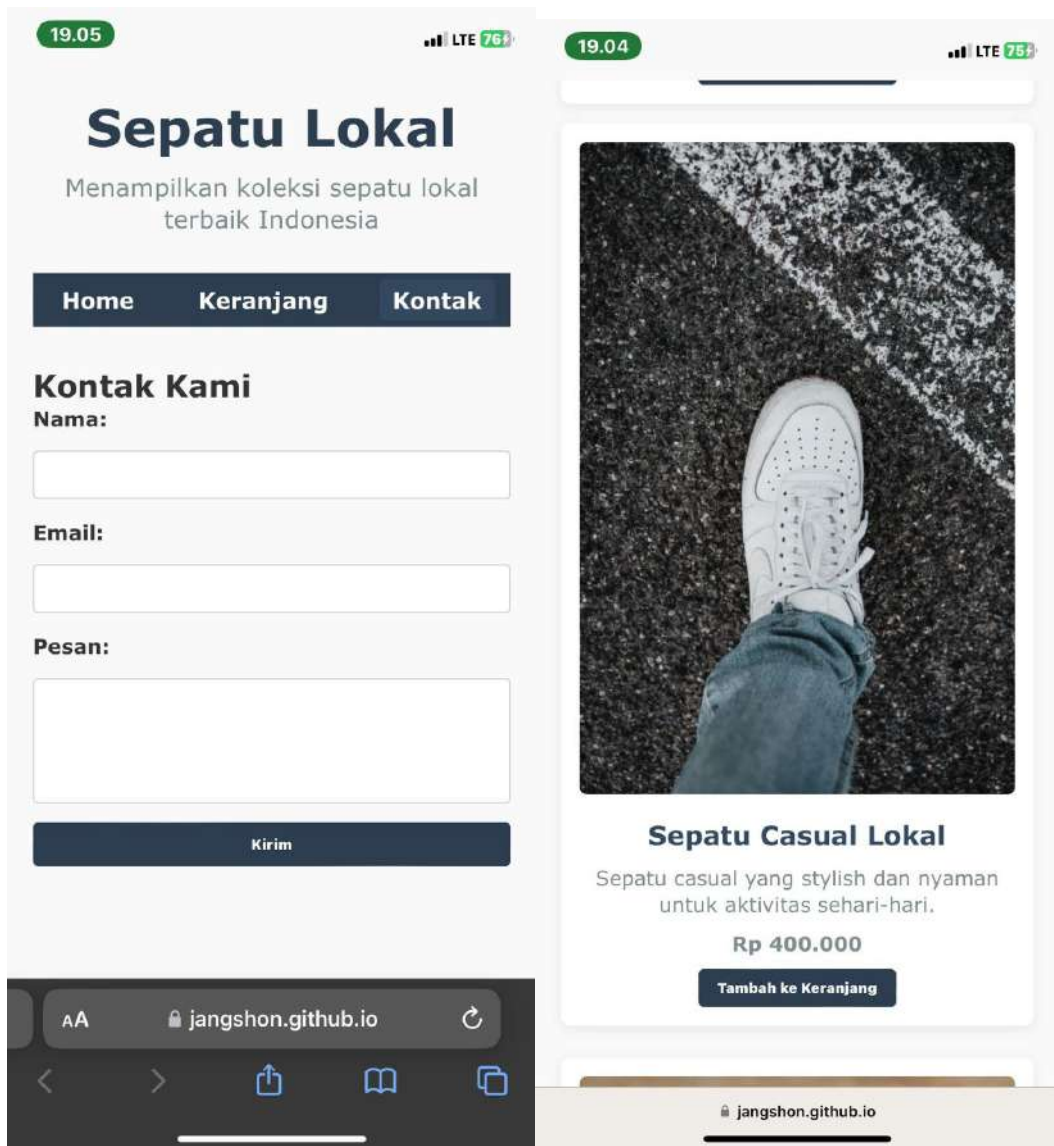 19.05
LTE 76
Sepatu Lokal
Menampilkan koleksi sepatu lokal
terbaik Indonesia
Home Keranjang Kontak
Kontak Kami
Nama:
Email:
Pesan:
Kirim
AA jangshon.github.io
19.04
LTE 75
Sepatu Casual Lokal
Sepatu casual yang stylish dan nyaman
untuk aktivitas sehari-hari.
Rp 400.000
Tambah ke Keranjang
jangshon.github.io